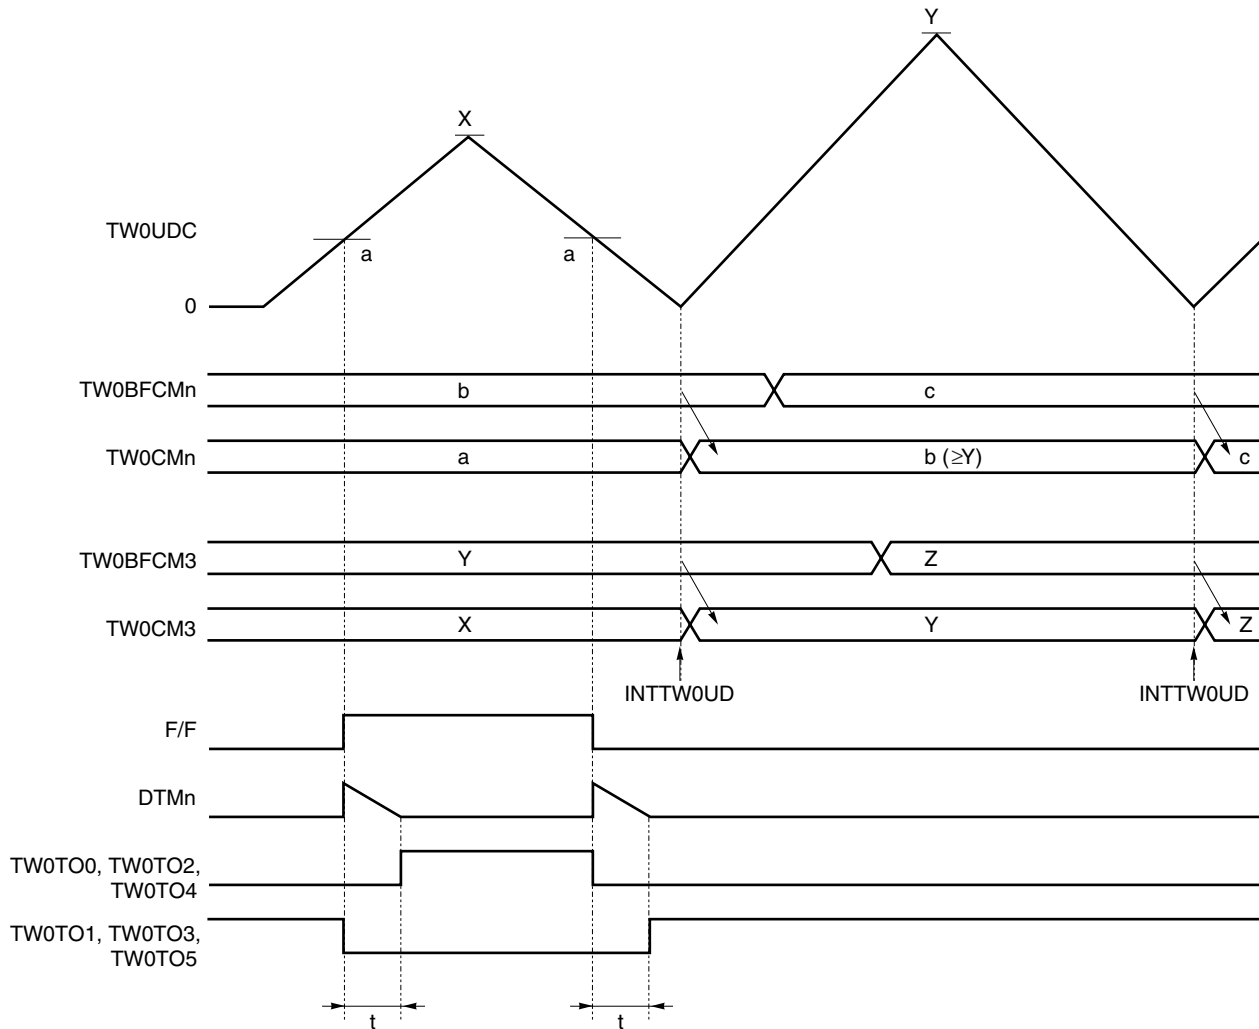 Y
X
TW0UDC
a
a
0
TW0BFCMn
b
c
TW0CMn
a
b (≥Y)
c
TW0BFCM3
Y
Z
TW0CM3
X
Y
Z
INTTW0UD
INTTW0UD
F/F
DTMn
TW0TO0, TW0TO2,
TW0TO4
TW0TO1, TW0TO3,
TW0TO5
t
t